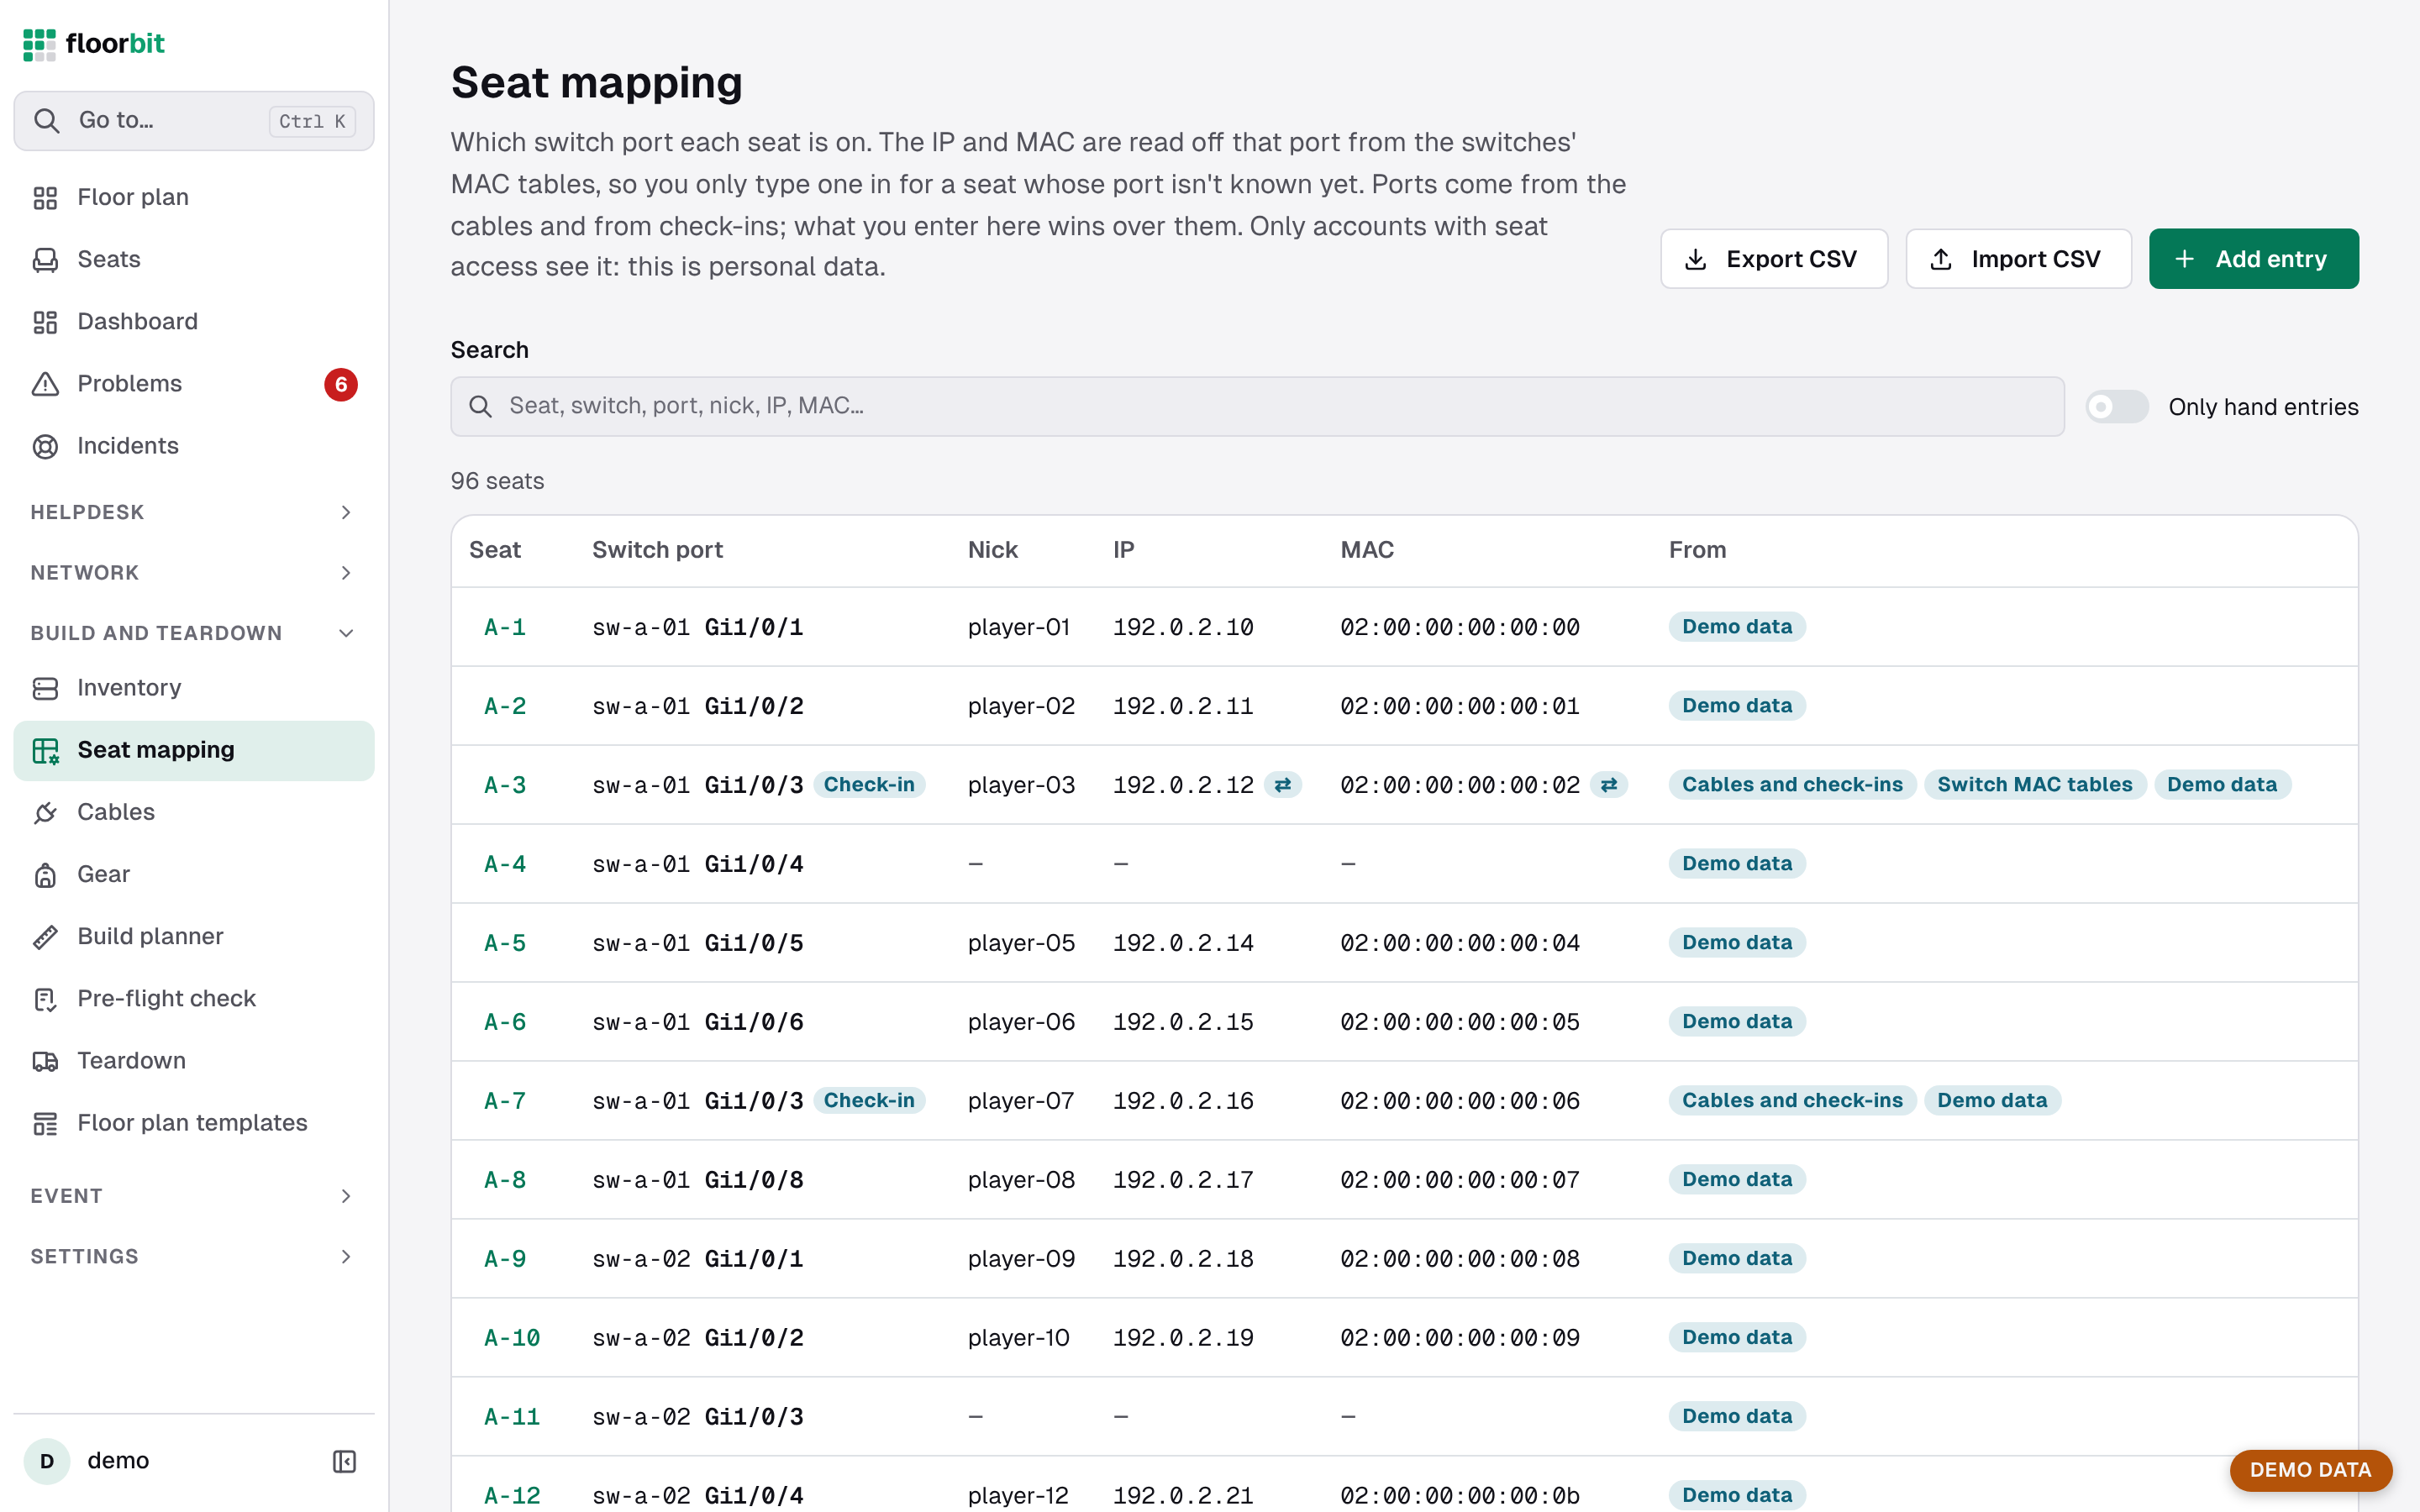 floorbit
Go to... Ctrl K
Floor plan
Seats
Dashboard
Problems 6
Incidents
HELPDESK
NETWORK
BUILD AND TEARDOWN
Inventory
Seat mapping
Cables
Gear
Build planner
Pre-flight check
Teardown
Floor plan templates
EVENT
SETTINGS
D demo
Seat mapping
Which switch port each seat is on. The IP and MAC are read off that port from the switches'
MAC tables, so you only type one in for a seat whose port isn't known yet. Ports come from the
cables and from check-ins; what you enter here wins over them. Only accounts with seat
access see it: this is personal data.
Export CSV Import CSV + Add entry
Search
Seat, switch, port, nick, IP, MAC... Only hand entries
96 seats
Seat Switch port Nick IP MAC From
A-1 sw-a-01 Gi1/0/1 player-01 192.0.2.10 02:00:00:00:00:00 Demo data
A-2 sw-a-01 Gi1/0/2 player-02 192.0.2.11 02:00:00:00:00:01 Demo data
A-3 sw-a-01 Gi1/0/3 Check-in player-03 192.0.2.12 ⇄ 02:00:00:00:00:02 ⇄ Cables and check-ins Switch MAC tables Demo data
A-4 sw-a-01 Gi1/0/4 – – – Demo data
A-5 sw-a-01 Gi1/0/5 player-05 192.0.2.14 02:00:00:00:00:04 Demo data
A-6 sw-a-01 Gi1/0/6 player-06 192.0.2.15 02:00:00:00:00:05 Demo data
A-7 sw-a-01 Gi1/0/3 Check-in player-07 192.0.2.16 02:00:00:00:00:06 Cables and check-ins Demo data
A-8 sw-a-01 Gi1/0/8 player-08 192.0.2.17 02:00:00:00:00:07 Demo data
A-9 sw-a-02 Gi1/0/1 player-09 192.0.2.18 02:00:00:00:00:08 Demo data
A-10 sw-a-02 Gi1/0/2 player-10 192.0.2.19 02:00:00:00:00:09 Demo data
A-11 sw-a-02 Gi1/0/3 – – – Demo data
A-12 sw-a-02 Gi1/0/4 player-12 192.0.2.21 02:00:00:00:00:0b Demo data
DEMO DATA